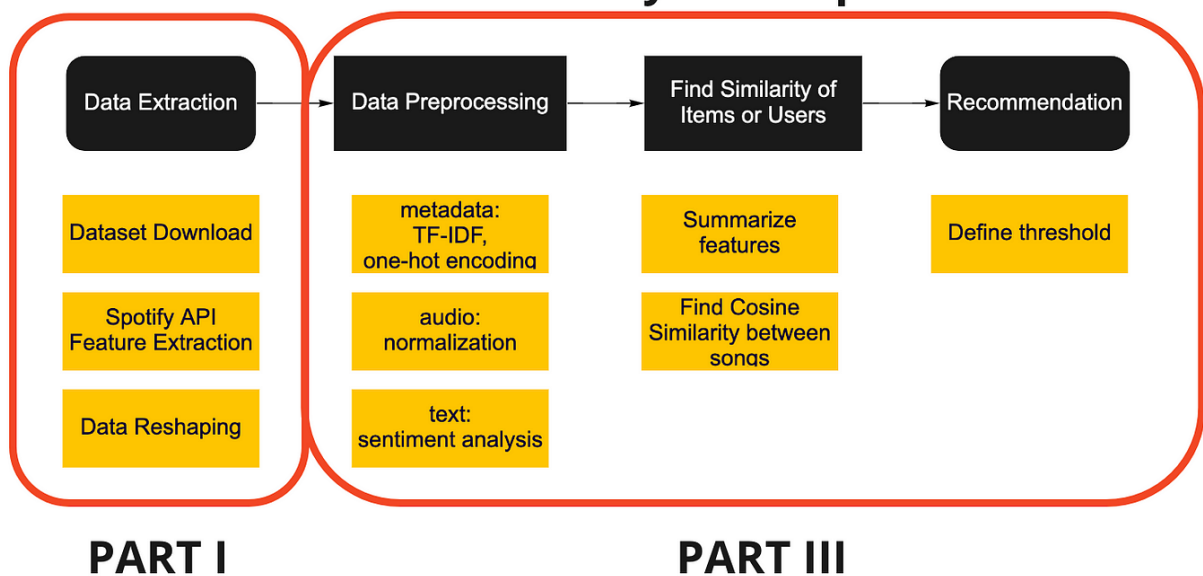 Data Extraction
Data Preprocessing
Find Similarity of
Items or Users
Recommendation
Dataset Download
metadata:
TF-IDF,
one-hot encoding
Summarize
features
Define threshold
Spotify API
Feature Extraction
audio:
normalization
Find Cosine
Similarity between
songs
Data Reshaping
text:
sentiment analysis
PART I
PART III